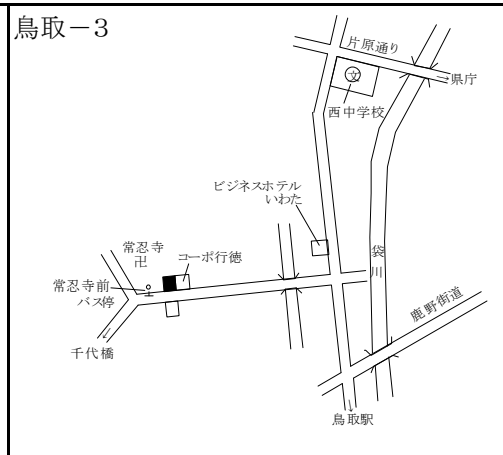 鳥取－3
片原通り
→県庁
文
西中学校
ビジネスホテル
いわた
常忍寺
卍
コーポ行徳
袋川
常忍寺前
バス停
鹿野街道
千代橋
↓
鳥取駅